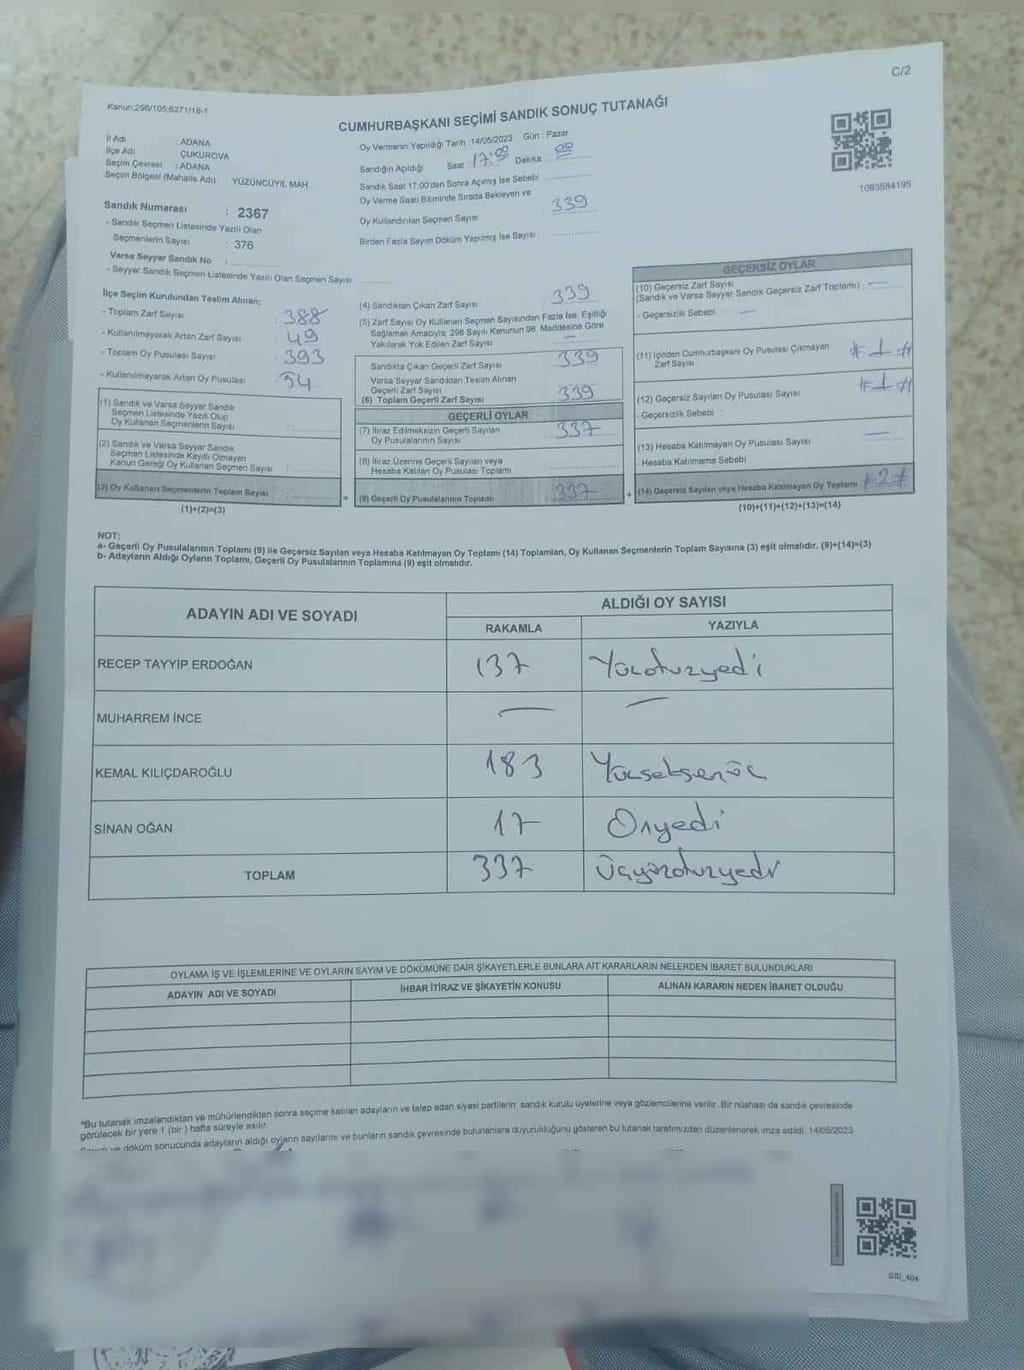 C/2
Kanun:298/105,6271/18-1
CUMHURBAŞKANI SEÇİMİ SANDIK SONUÇ TUTANAĞI
İl Adı : ADANA
İlçe Adı : ÇUKUROVA
Seçim Çevresi : ADANA
Seçim Bölgesi (Mahalle Adı) : YÜZÜNCÜYIL MAH.
Oy Vermenin Yapıldığı Tarih :14/05/2023 Gün : Pazar
Sandığın Açıldığı Saat 17:00 Dakika 00
Sandık Saat 17:00'den Sonra Açımış İse Sebebi
Oy Verme Saati Bitiminde Sırada Bekleyen ve
Oy Kullandırılan Seçmen Sayısı 339
Birden Fazla Sayım Döküm Yapılmış İse Sayısı
1093584195
Sandık Numarası : 2367
- Sandık Seçmen Listesinde Yazılı Olan
Seçmenlerin Sayısı : 376
Varsa Seyyar Sandık No :
- Seyyar Sandık Seçmen Listesinde Yazılı Olan Seçmen Sayısı
İlçe Seçim Kurulundan Teslim Alınan;
- Toplam Zarf Sayısı : 388
- Kullanılmayarak Artan Zarf Sayısı : 49
- Toplam Oy Pusulası Sayısı : 393
- Kullanılmayarak Artan Oy Pusulası : 54
(1) Sandık ve Varsa Seyyar Sandık
Seçmen Listesinde Yazılı Olup
Oy Kullanan Seçmenlerin Sayısı
(2) Sandık ve Varsa Seyyar Sandık
Seçmen Listesinde Kayıtlı Olmayan
Kanun Gereği Oy Kullanan Seçmen Sayısı
(3) Oy Kullanan Seçmenlerin Toplam Sayısı =
(1)+(2)=(3)
(4) Sandıktan Çıkan Zarf Sayısı 339
(5) Zarf Sayısı Oy Kullanan Seçmen Sayısından Fazla İse, Eşitliği
Sağlamak Amacıyla; 298 Sayılı Kanunun 98. Maddesine Göre
Yakılarak Yok Edilen Zarf Sayısı —
Sandıkta Çıkan Geçerli Zarf Sayısı 339
Varsa Seyyar Sandıktan Teslim Alınan
Geçerli Zarf Sayısı
(6) Toplam Geçerli Zarf Sayısı 339
GEÇERLİ OYLAR
(7) İtiraz Edilmeksizin Geçerli Sayılan
Oy Pusulalarının Sayısı 337
(8) İtiraz Üzerine Geçerli Sayılan veya
Hesaba Katılan Oy Pusulası Toplamı
(9) Geçerli Oy Pusulalarının Toplamı 337 +
GEÇERSİZ OYLAR
(10) Geçersiz Zarf Sayısı
(Sandık ve Varsa Seyyar Sandık Geçersiz Zarf Toplamı) : —
- Geçersizlik Sebebi : —
(11) İçinden Cumhurbaşkanı Oy Pusulası Çıkmayan
Zarf Sayısı #1#
(12) Geçersiz Sayılan Oy Pusulası Sayısı #1#
- Geçersizlik Sebebi :
(13) Hesaba Katılmayan Oy Pusulası Sayısı —
- Hesaba Katılmama Sebebi
(14) Geçersiz Sayılan veya Hesaba Katılmayan Oy Toplamı #2#
(10)+(11)+(12)+(13)=(14)
NOT:
a- Geçerli Oy Pusulalarının Toplamı (9) ile Geçersiz Sayılan veya Hesaba Katılmayan Oy Toplamı (14) Toplamları, Oy Kullanan Seçmenlerin Toplam Sayısına (3) eşit olmalıdır. (9)+(14)=(3)
b- Adayların Aldığı Oyların Toplamı, Geçerli Oy Pusulalarının Toplamına (9) eşit olmalıdır.
ADAYIN ADI VE SOYADI ALDIĞI OY SAYISI
RAKAMLA YAZIYLA
RECEP TAYYİP ERDOĞAN 137 Yüzotuzyedi
MUHARREM İNCE — —
KEMAL KILIÇDAROĞLU 183 Yüzseksenüç
SİNAN OĞAN 17 Onyedi
TOPLAM 337 Üçyüzotuzyedi
OYLAMA İŞ VE İŞLEMLERİNE VE OYLARIN SAYIM VE DÖKÜMÜNE DAİR ŞİKAYETLERLE BUNLARA AİT KARARLARIN NELERDEN İBARET BULUNDUKLARI
ADAYIN ADI VE SOYADI İHBAR İTİRAZ VE ŞİKAYETİN KONUSU ALINAN KARARIN NEDEN İBARET OLDUĞU
*Bu tutanak imzalandıktan ve mühürlendikten sonra seçime katılan adayların ve talep eden siyasi partilerin sandık kurulu üyelerine veya gözlemcilerine verilir .Bir nüshası da sandık çevresinde
görülecek bir yere 1 (bir ) hafta süreyle asılır.
döküm sonucunda adayların aldığı oyların sayılarını ve bunların sandık çevresinde bulunanlara duyurulduğunu gösteren bu tutanak tarafımızdan düzenlenerek imza edildi. 14/05/2023
SBİ_404